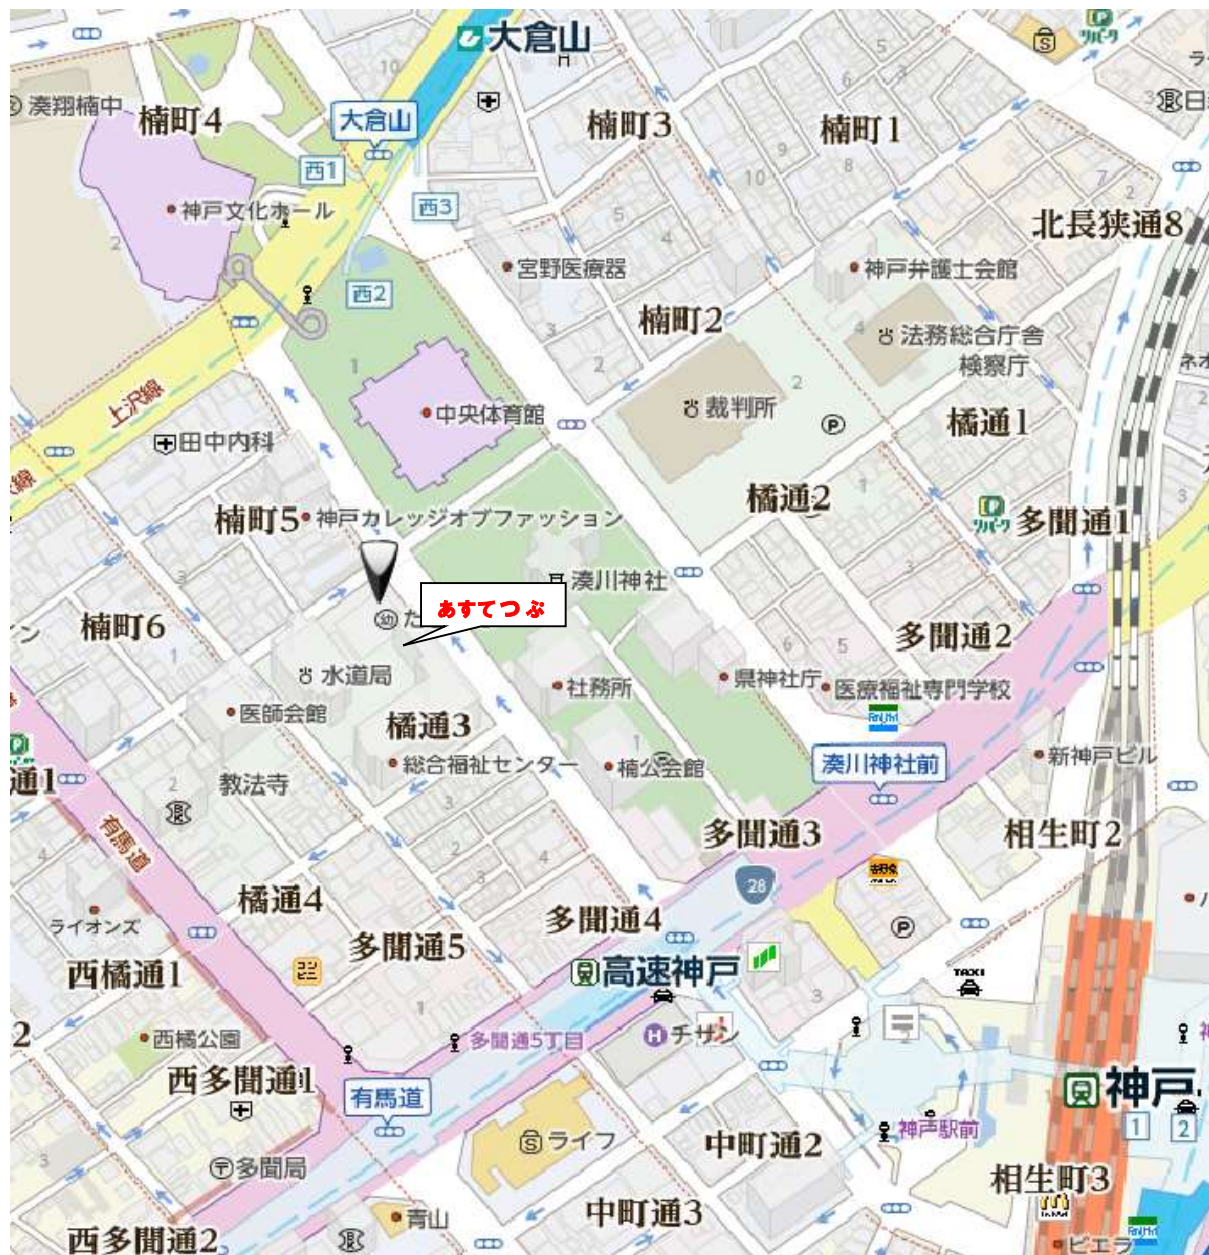 大倉山
湊翔楠中
楠町4
大倉山
楠町3
楠町1
西1
西3
神戸文化ホール
北長狭通8
宮野医療器
神戸弁護士会館
西2
楠町2
法務総合庁舎
検察庁
上沢線
中央体育館
裁判所
田中内科
橘通1
楠町5
神戸カレッジオブファッション
橘通2
多聞通1
湊川神社
あすてっぷ
楠町6
多聞通2
水道局
社務所
県神社庁
医療福祉専門学校
医師会館
橘通3
総合福祉センター
楠公会館
湊川神社前
新神戸ビル
通1
教法寺
有馬道
多聞通3
相生町2
28
橘通4
多聞通4
ライオンズ
多聞通5
西橘通1
コンビニ
高速神戸
TAXI
西橘公園
多聞通5丁目
チサン
西多聞通1
有馬道
神戸
神戸駅前
1
2
ライフ
中町通2
多聞局
相生町3
中町通3
青山
西多聞通2
ピエラ